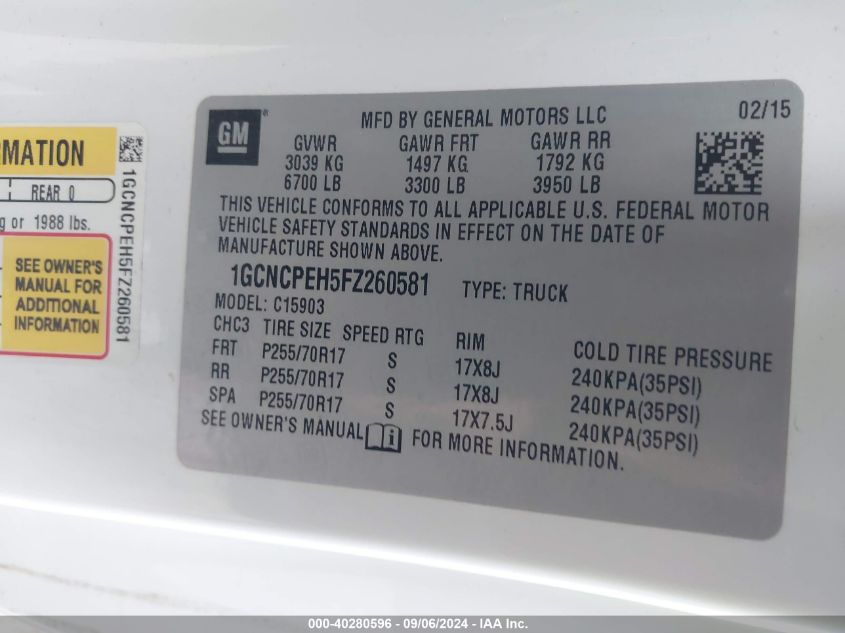 RMATION
REAR 0
g or 1988 lbs.
SEE OWNER'S
MANUAL FOR
ADDITIONAL
INFORMATION
1GCNCPEH5FZ260581
GM
MFD BY GENERAL MOTORS LLC 02/15
GVWR GAWR FRT GAWR RR
3039 KG 1497 KG 1792 KG
6700 LB 3300 LB 3950 LB
THIS VEHICLE CONFORMS TO ALL APPLICABLE U.S. FEDERAL MOTOR
VEHICLE SAFETY STANDARDS IN EFFECT ON THE DATE OF
MANUFACTURE SHOWN ABOVE.
1GCNCPEH5FZ260581 TYPE: TRUCK
MODEL: C15903
CHC3 TIRE SIZE SPEED RTG RIM COLD TIRE PRESSURE
FRT P255/70R17 S 17X8J 240KPA(35PSI)
RR P255/70R17 S 17X8J 240KPA(35PSI)
SPA P255/70R17 S 17X7.5J 240KPA(35PSI)
SEE OWNER'S MANUAL i FOR MORE INFORMATION.
000-40280596 - 09/06/2024 - IAA Inc.